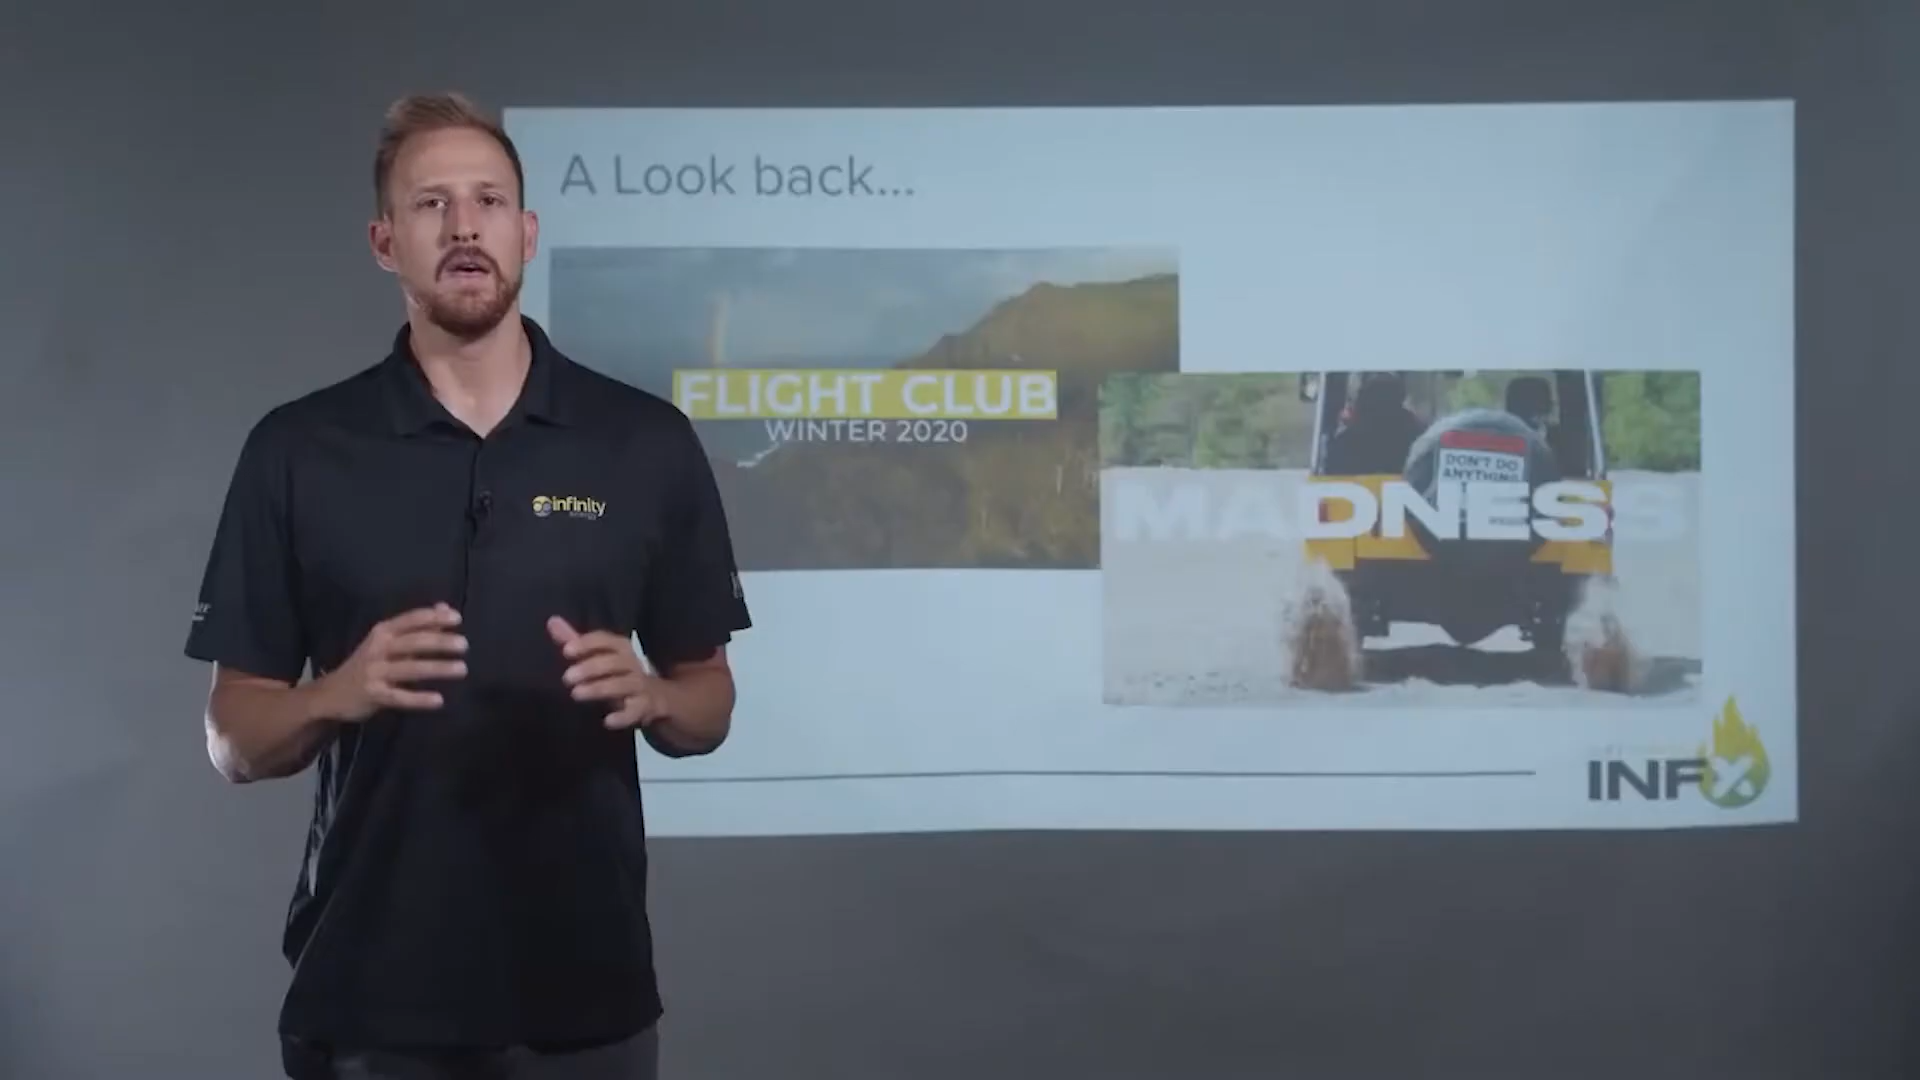 A Look back...
FLIGHT CLUB
WINTER 2020
DON'T DO
ANYTHING
MADNESS
infinity
INFX